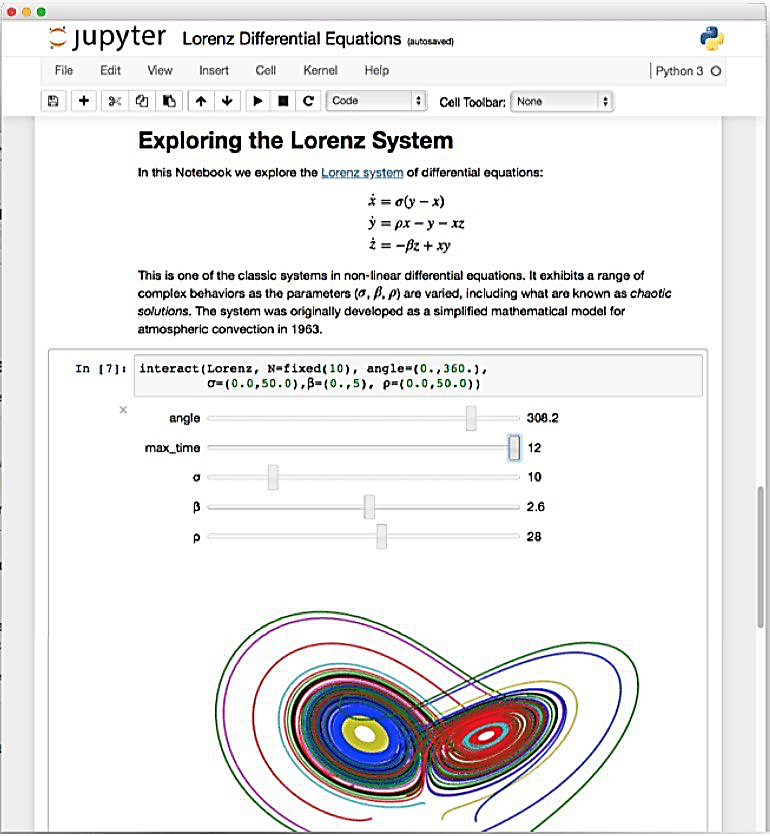 jupyter Lorenz Differential Equations (autosaved)
File Edit View Insert Cell Kernel Help Python 3
Code Cell Toolbar: None
Exploring the Lorenz System
In this Notebook we explore the Lorenz system of differential equations:
ẋ = σ(y − x)
ẏ = ρx − y − xz
ż = −βz + xy
This is one of the classic systems in non-linear differential equations. It exhibits a range of
complex behaviors as the parameters (σ, β, ρ) are varied, including what are known as chaotic
solutions. The system was originally developed as a simplified mathematical model for
atmospheric convection in 1963.
In [7]: interact(Lorenz, N=fixed(10), angle=(0.,360.),
σ=(0.0,50.0),β=(0.,5), ρ=(0.0,50.0))
angle 308.2
max_time 12
σ 10
β 2.6
ρ 28